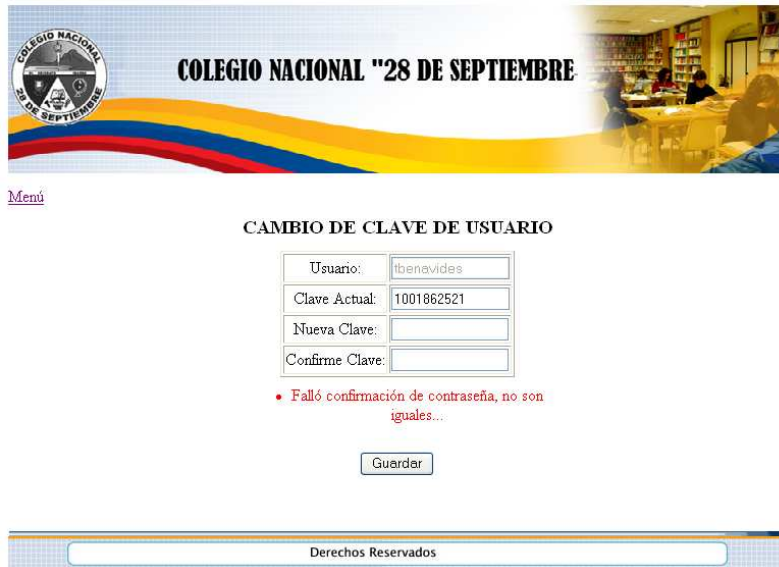 COLEGIO NACIONAL
28 DE SEPTIEMBRE
COLEGIO NACIONAL "28 DE SEPTIEMBRE
Menú
CAMBIO DE CLAVE DE USUARIO
Usuario: tbenavides
Clave Actual: 1001862521
Nueva Clave:
Confirme Clave:
• Falló confirmación de contraseña, no son
iguales...
Guardar
Derechos Reservados